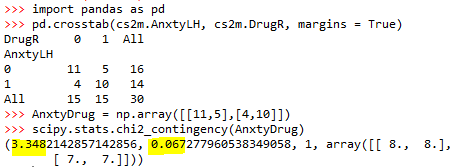 >>> import pandas as pd
>>> pd.crosstab(cs2m.AnxtyLH, cs2m.DrugR, margins = True)
DrugR 0 1 All
AnxtyLH
0 11 5 16
1 4 10 14
All 15 15 30
>>> AnxtyDrug = np.array([[11,5],[4,10]])
>>> scipy.stats.chi2_contingency(AnxtyDrug)
(3.3482142857142856, 0.067277960538349058, 1, array([[ 8., 8.],
[ 7., 7.]]))